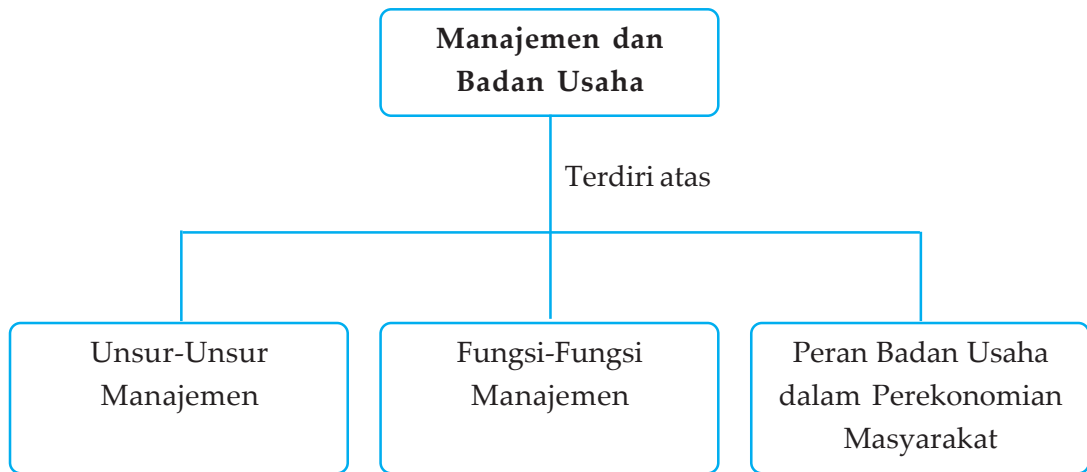 Manajemen dan
Badan Usaha
Terdiri atas
Unsur-Unsur
Manajemen
Fungsi-Fungsi
Manajemen
Peran Badan Usaha
dalam Perekonomian
Masyarakat